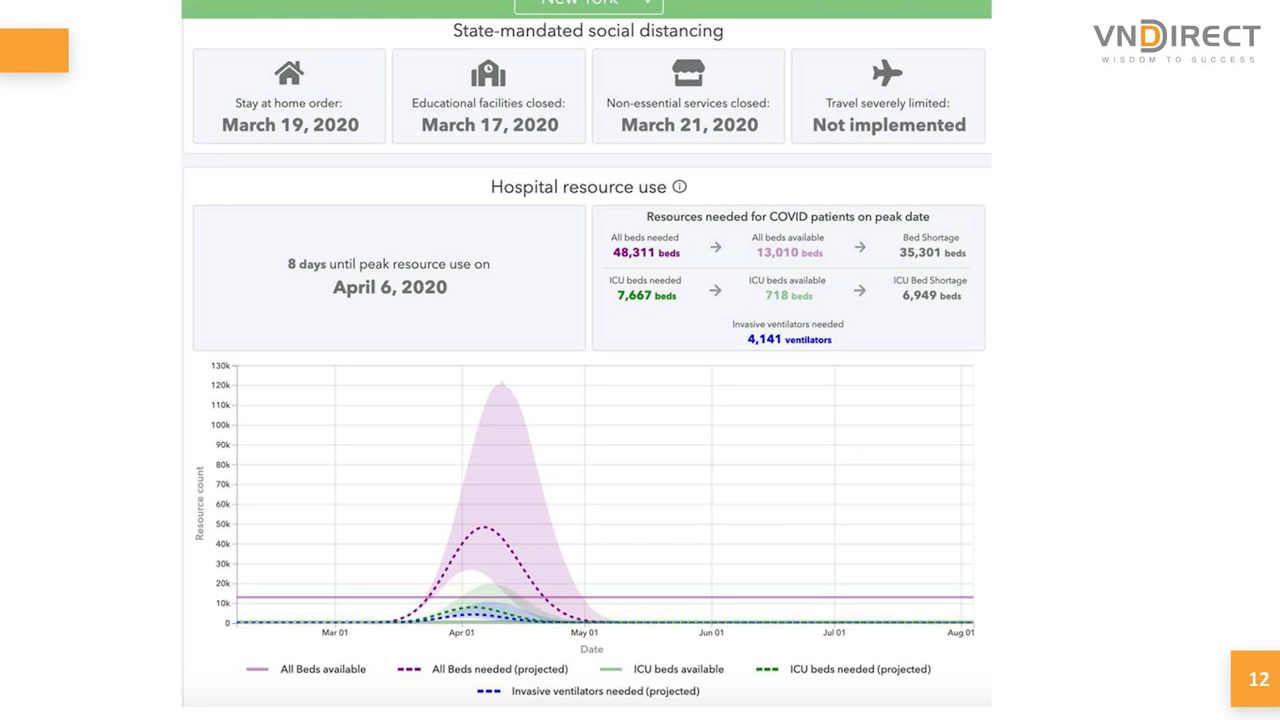 New York
VNDIRECT
WISDOM TO SUCCESS
State-mandated social distancing
Stay at home order:
March 19, 2020
Educational facilities closed:
March 17, 2020
Non-essential services closed:
March 21, 2020
Travel severely limited:
Not implemented
Hospital resource use
8 days until peak resource use on
April 6, 2020
Resources needed for COVID patients on peak date
All beds needed
48,311 beds
All beds available
13,010 beds
Bed Shortage
35,301 beds
ICU beds needed
7,667 beds
ICU beds available
718 beds
ICU Bed Shortage
6,949 beds
Invasive ventilators needed
4,141 ventilators
130k
120k
110k
100k
90k
80k
70k
60k
50k
40k
30k
20k
10k
0
Resource count
Mar 01 Apr 01 May 01 Jun 01 Jul 01 Aug 01
Date
All Beds available All Beds needed (projected) ICU beds available ICU beds needed (projected)
Invasive ventilators needed (projected)
12